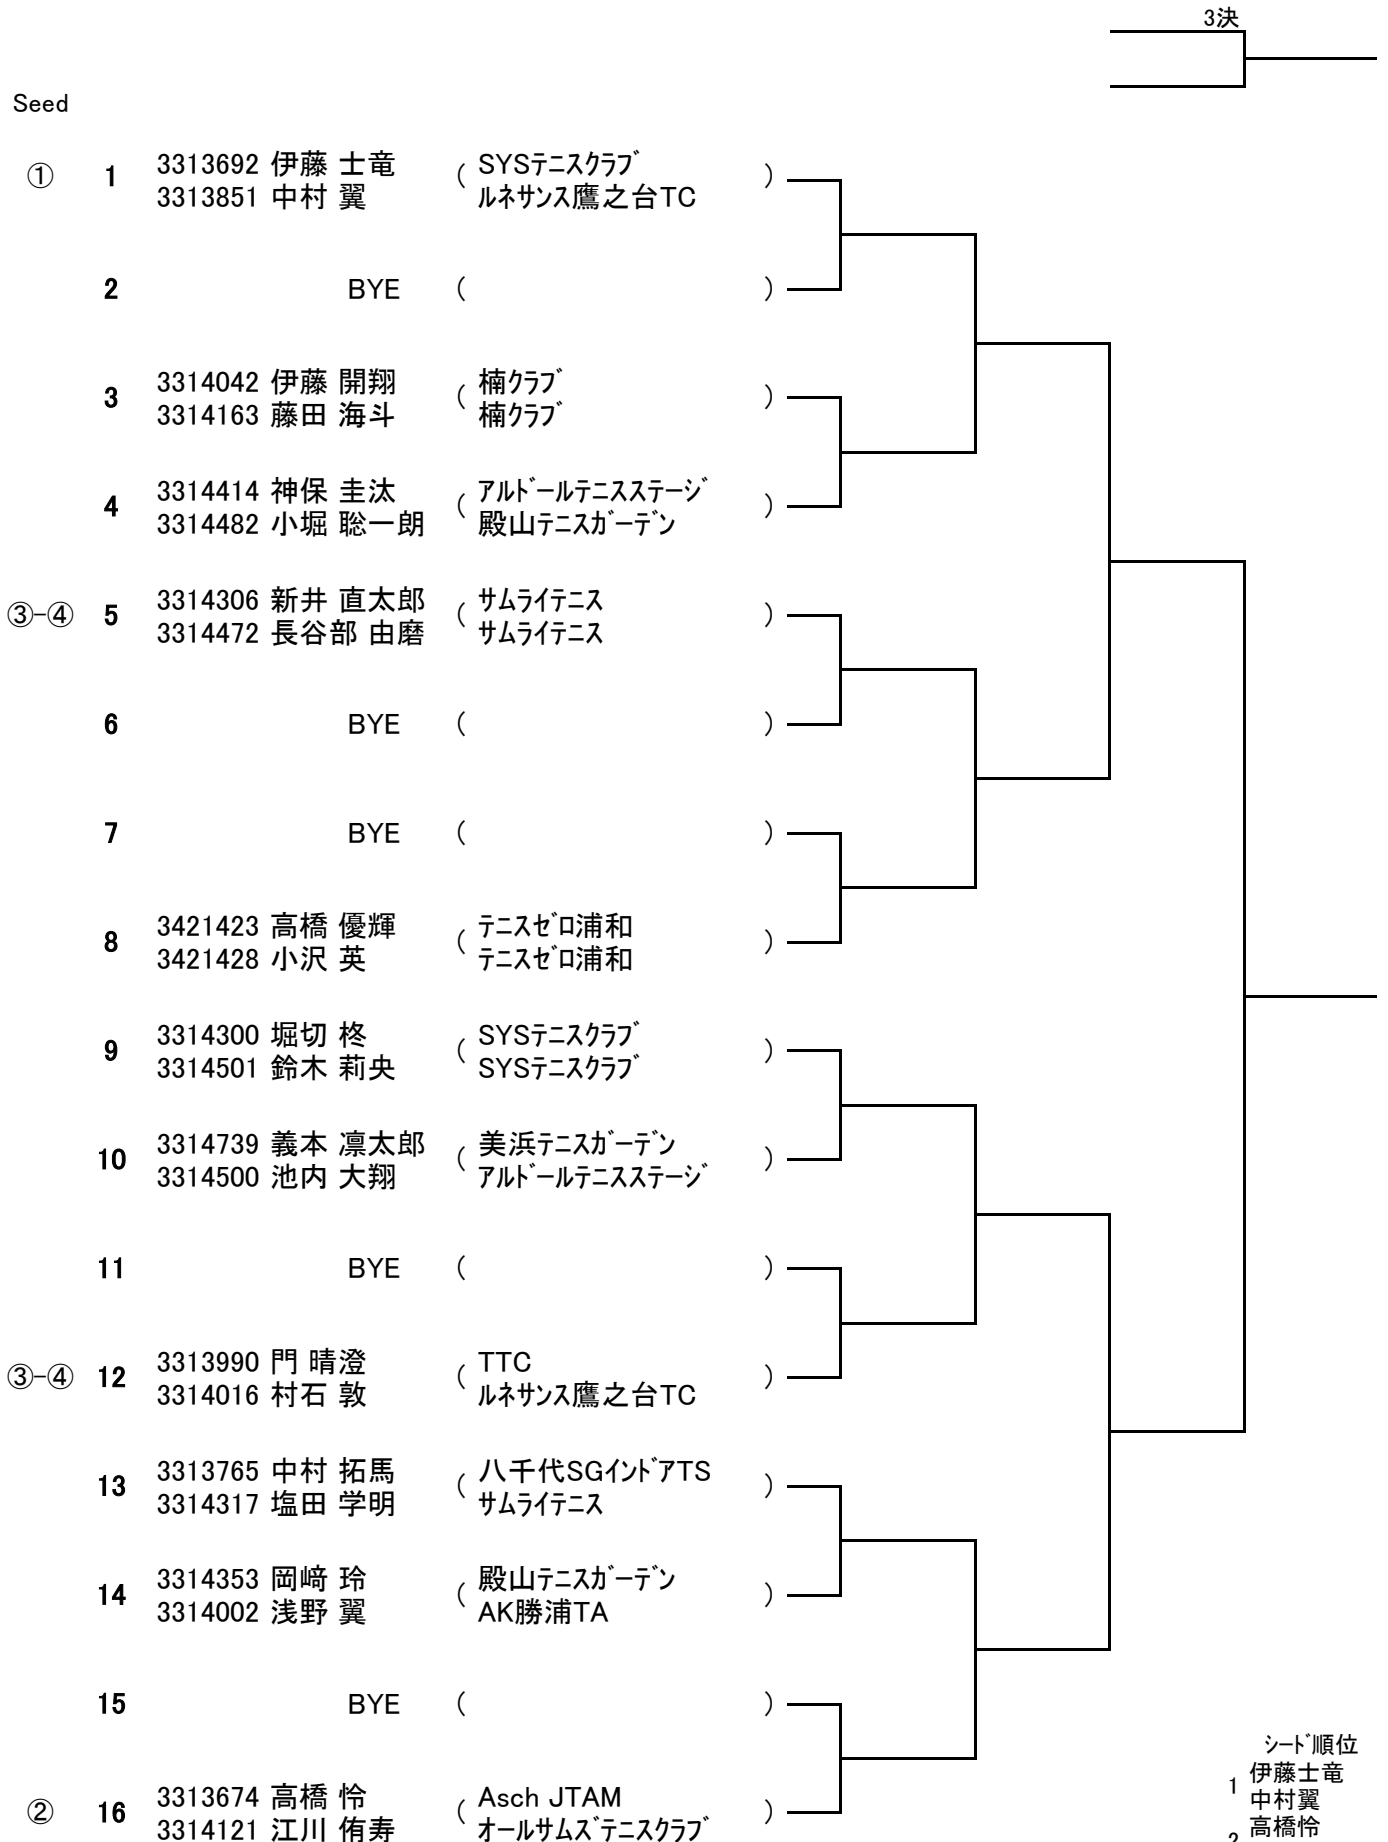 3決
Seed
① 1 3313692 伊藤 士竜 ( SYSテニスクラブ )
3313851 中村 翼 ルネサンス鷹之台TC
2 BYE ( )
3 3314042 伊藤 開翔 ( 楠クラブ )
3314163 藤田 海斗 楠クラブ
4 3314414 神保 圭汰 ( アルドールテニスステージ )
3314482 小堀 聡一朗 殿山テニスガーデン
③-④ 5 3314306 新井 直太郎 ( サムライテニス )
3314472 長谷部 由磨 サムライテニス
6 BYE ( )
7 BYE ( )
8 3421423 高橋 優輝 ( テニスゼロ浦和 )
3421428 小沢 英 テニスゼロ浦和
9 3314300 堀切 柊 ( SYSテニスクラブ )
3314501 鈴木 莉央 SYSテニスクラブ
10 3314739 義本 凛太郎 ( 美浜テニスガーデン )
3314500 池内 大翔 アルドールテニスステージ
11 BYE ( )
③-④ 12 3313990 門 晴澄 ( TTC )
3314016 村石 敦 ルネサンス鷹之台TC
13 3313765 中村 拓馬 ( 八千代SGインドアTS )
3314317 塩田 学明 サムライテニス
14 3314353 岡﨑 玲 ( 殿山テニスガーデン )
3314002 浅野 翼 AK勝浦TA
15 BYE ( )
② 16 3313674 高橋 怜 ( Asch JTAM )
3314121 江川 侑寿 オールサムズテニスクラブ
シード順位
1 伊藤士竜
中村翼
2 高橋怜